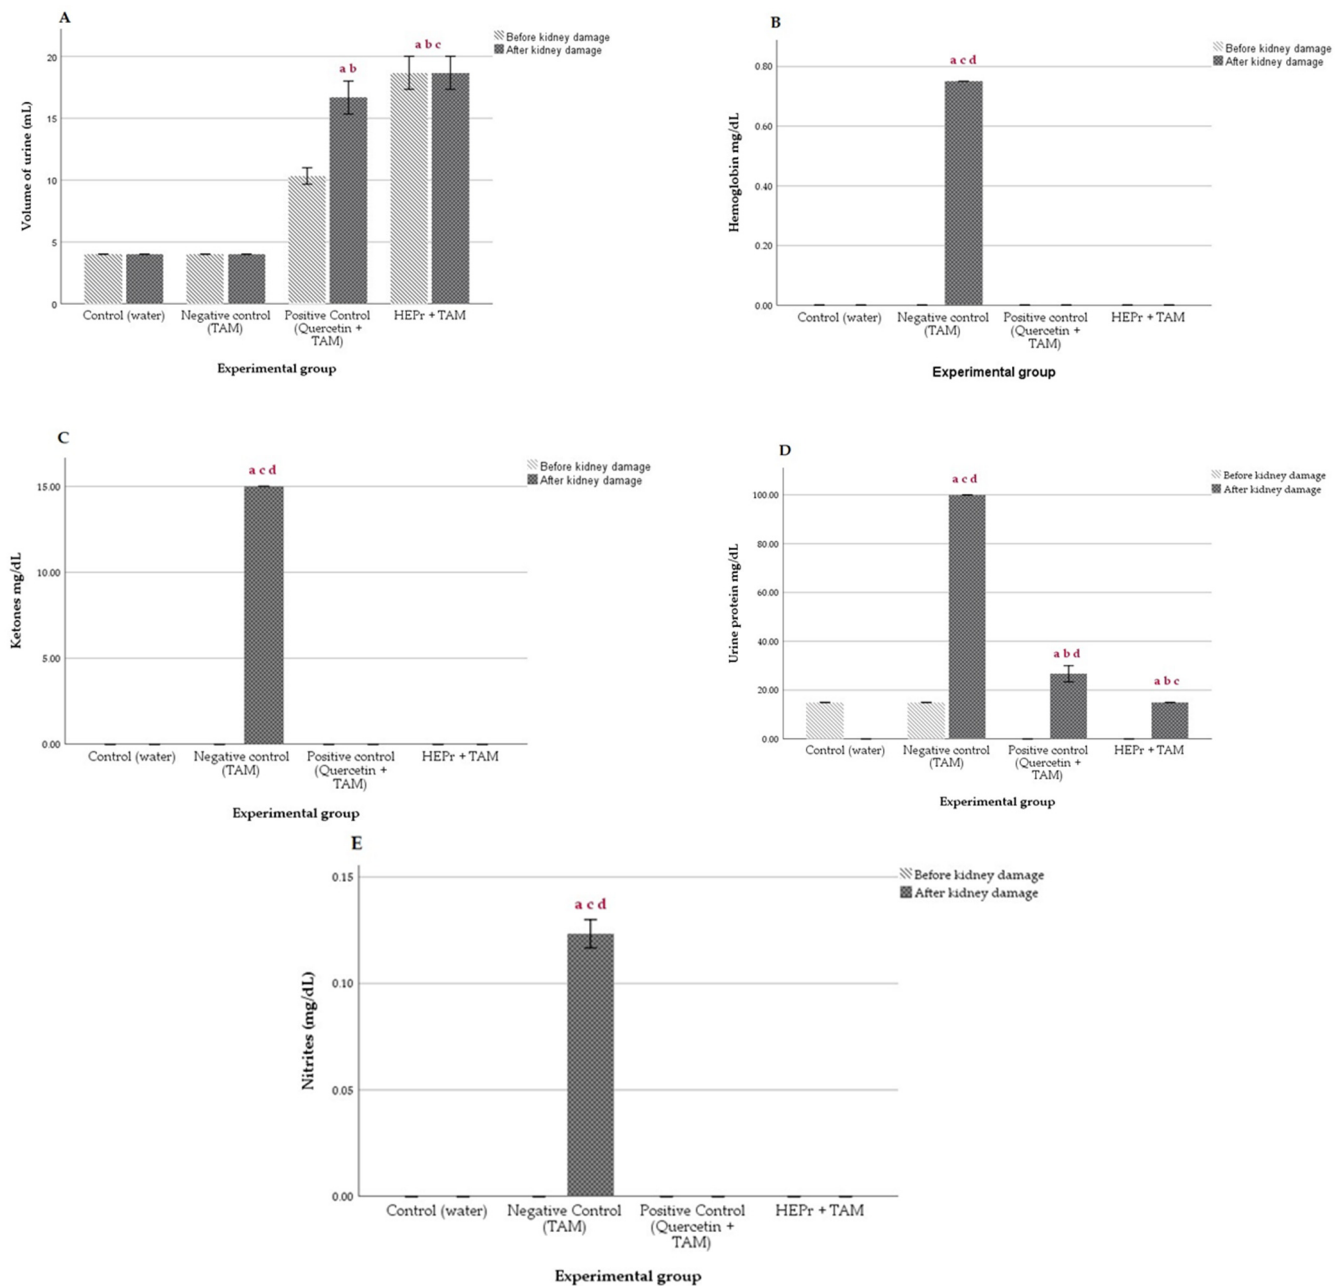 A
Before kidney damage
After kidney damage
a b c
a b
20
15
10
5
0
Volume of urine (mL)
Control (water)
Negative control
(TAM)
Positive Control
(Quercetin +
TAM)
HEPr + TAM
Experimental group
B
Before kidney damage
After kidney damage
a c d
0.80
0.60
0.40
0.20
0.00
Hemoglobin mg/dL
Control (water)
Negative control
(TAM)
Positive control
(Quercetin +
TAM)
HEPr + TAM
Experimental group
C
Before kidney damage
After kidney damage
a c d
15.00
10.00
5.00
0.00
Ketones mg/dL
Control (water)
Negative control
(TAM)
Positive control
(Quercetin +
TAM)
HEPr + TAM
Experimental group
D
Before kidney damage
After kidney damage
a c d
a b d
a b c
100.00
80.00
60.00
40.00
20.00
0.00
Urine protein mg/dL
Control (water)
Negative control
(TAM)
Positive control
(Quercetin +
TAM)
HEPr + TAM
Experimental group
E
Before kidney damage
After kidney damage
a c d
0.15
0.10
0.05
0.00
Nitrites (mg/dL)
Control (water)
Negative Control
(TAM)
Positive Control
(Quercetin +
TAM)
HEPr + TAM
Experimental group